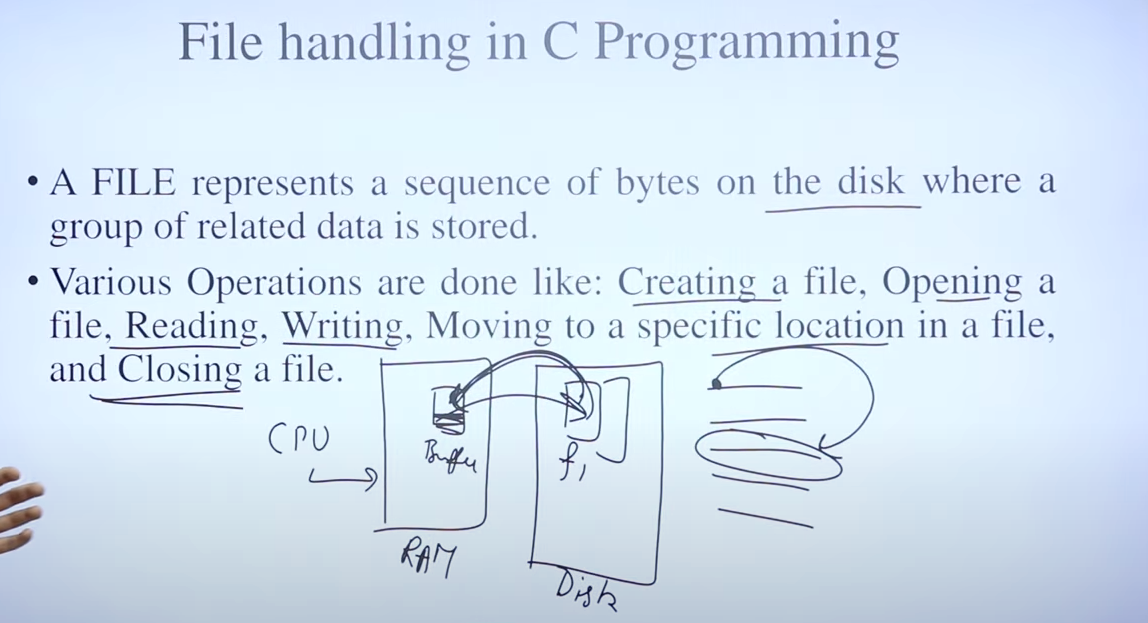 File handling in C Programming
• A FILE represents a sequence of bytes on the disk where a
group of related data is stored.
• Various Operations are done like: Creating a file, Opening a
file, Reading, Writing, Moving to a specific location in a file,
and Closing a file.
CPU
Buffer
f1
RAM
Disk